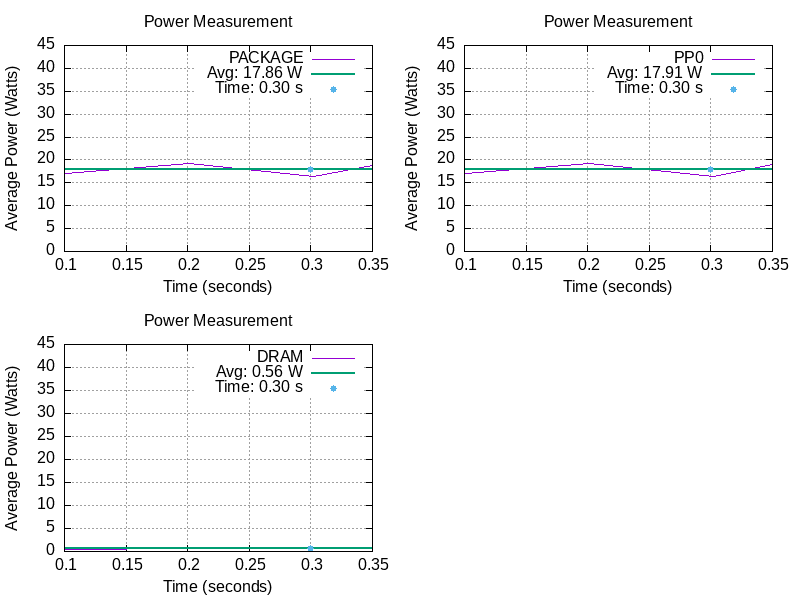 Power Measurement
45
40
35
30
25
20
15
10
5
0
Average Power (Watts)
PACKAGE
Avg: 17.86 W
Time: 0.30 s
0.1 0.15 0.2 0.25 0.3 0.35
Time (seconds)
Power Measurement
45
40
35
30
25
20
15
10
5
0
Average Power (Watts)
PP0
Avg: 17.91 W
Time: 0.30 s
0.1 0.15 0.2 0.25 0.3 0.35
Time (seconds)
Power Measurement
45
40
35
30
25
20
15
10
5
0
Average Power (Watts)
DRAM
Avg: 0.56 W
Time: 0.30 s
0.1 0.15 0.2 0.25 0.3 0.35
Time (seconds)